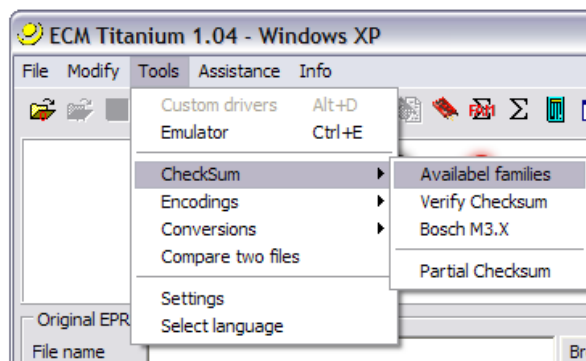 ECM Titanium 1.04 - Windows XP
File Modify Tools Assistance Info
Custom drivers Alt+D
Emulator Ctrl+E
FAM
CheckSum
Availabel families
Encodings
Verify Checksum
Conversions
Bosch M3.X
Compare two files
Partial Checksum
Settings
Original EPR
Select language
File name
Br